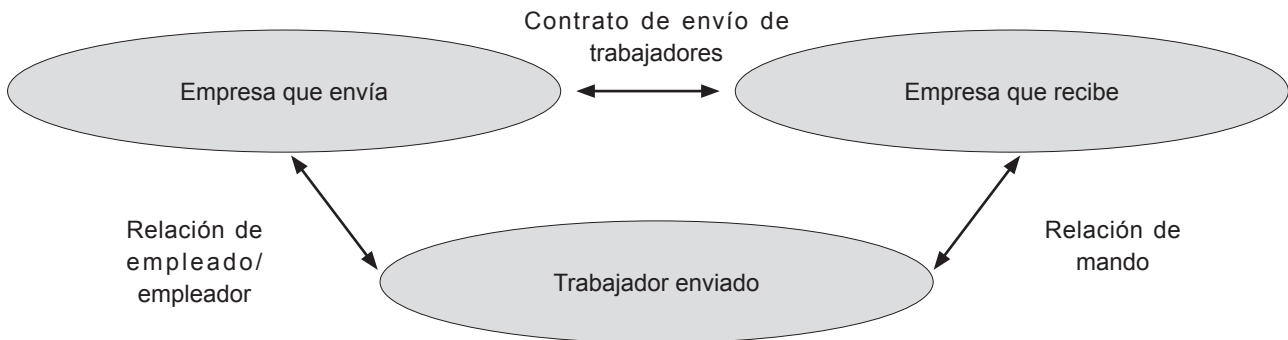 Contrato de envío de
trabajadores
Empresa que envía
Empresa que recibe
Relación de
empleado/
empleador
Relación de
mando
Trabajador enviado